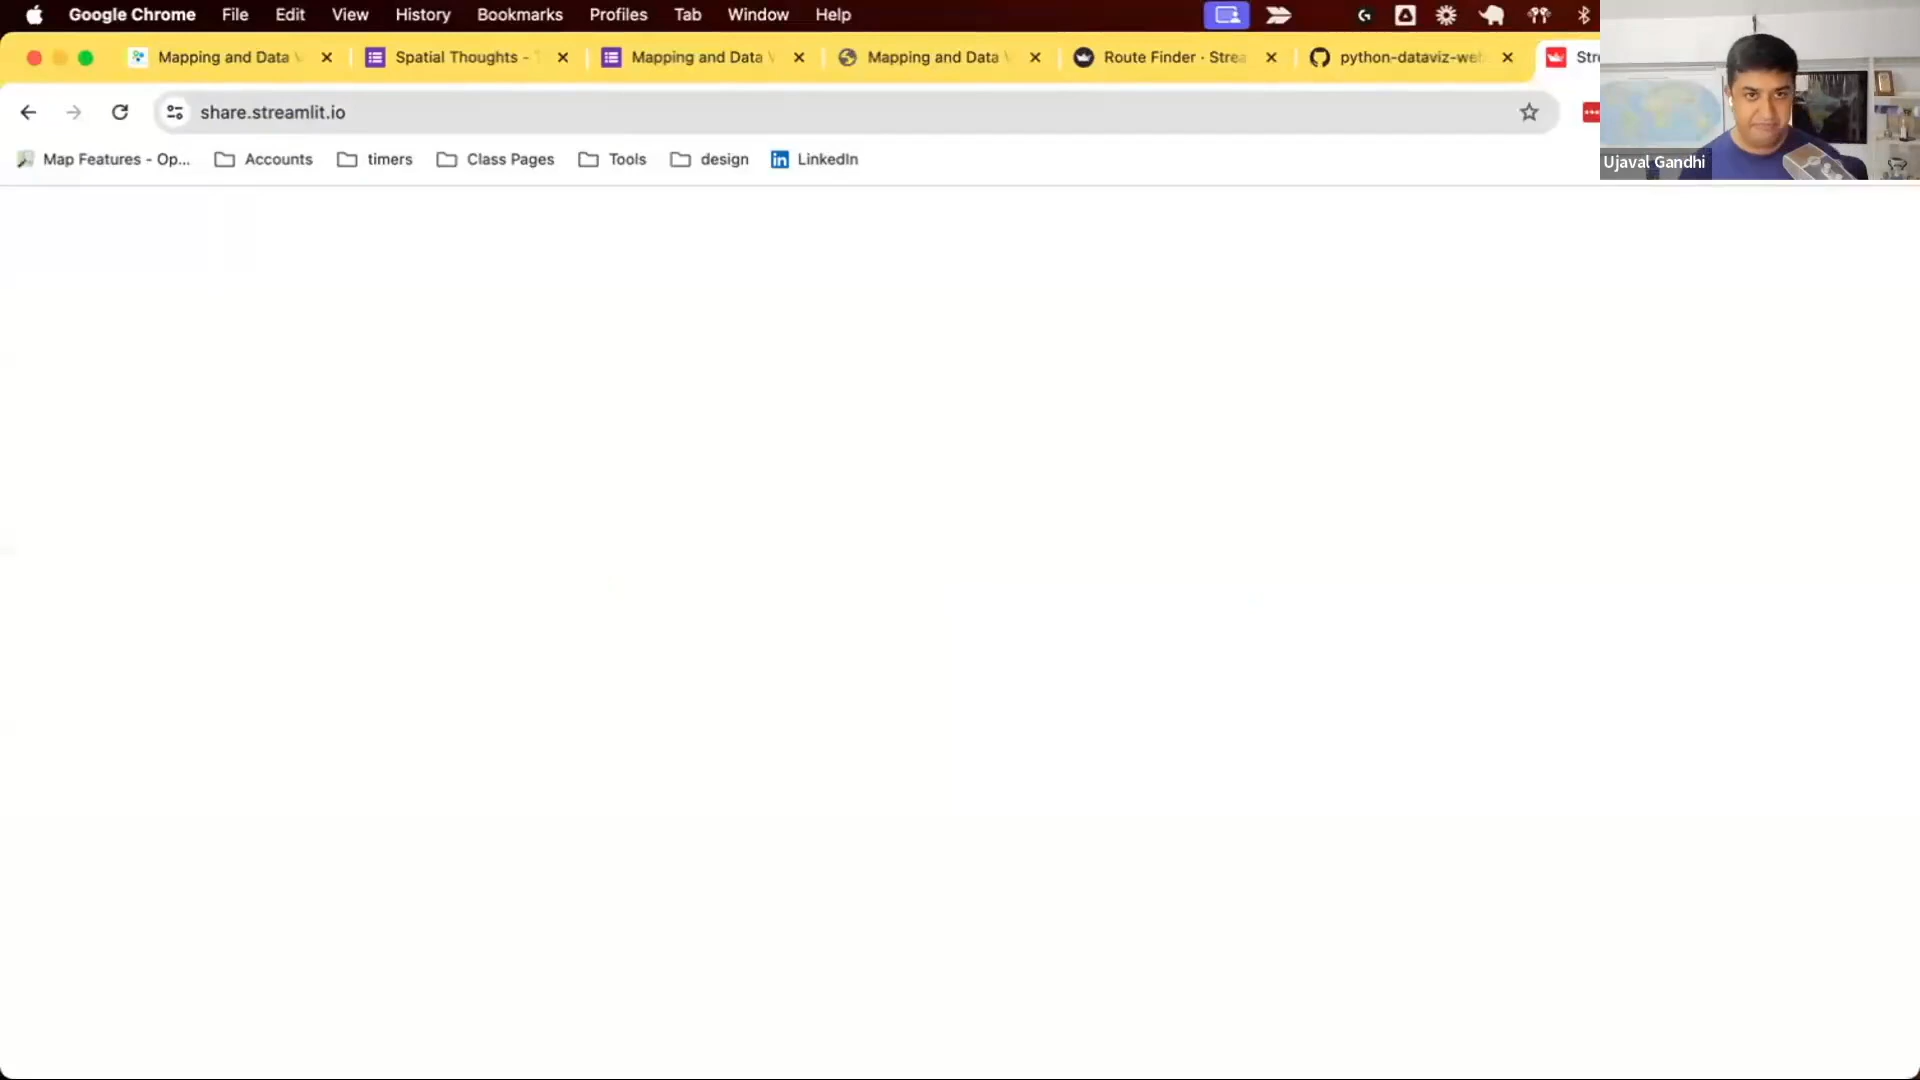 Google Chrome File Edit View History Bookmarks Profiles Tab Window Help
Mapping and Data Spatial Thoughts - Mapping and Data Mapping and Data Route Finder · Strea python-dataviz-web Stre
share.streamlit.io
Map Features - Op... Accounts timers Class Pages Tools design LinkedIn
Ujaval Gandhi